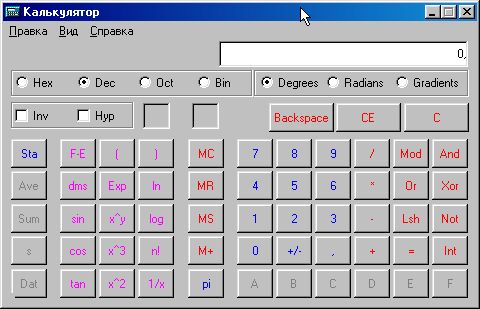 Калькулятор
Правка Вид Справка
0,
Hex Dec Oct Bin Degrees Radians Gradients
Inv Hyp Backspace CE C
Sta F-E ( ) MC 7 8 9 / Mod And
Ave dms Exp ln MR 4 5 6 * Or Xor
Sum sin x^y log MS 1 2 3 - Lsh Not
s cos x^3 n! M+ 0 +/- , + = Int
Dat tan x^2 1/x pi A B C D E F